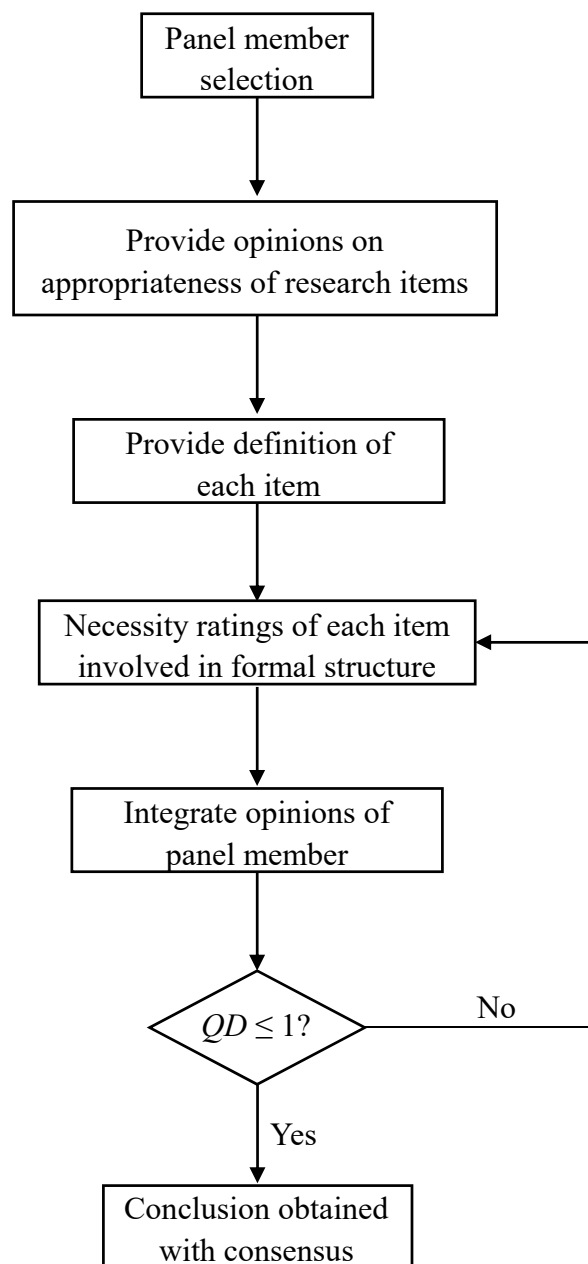 Panel member
selection
Provide opinions on
appropriateness of research items
Provide definition of
each item
Necessity ratings of each item
involved in formal structure
Integrate opinions of
panel member
QD ≤ 1?
No
Yes
Conclusion obtained
with consensus